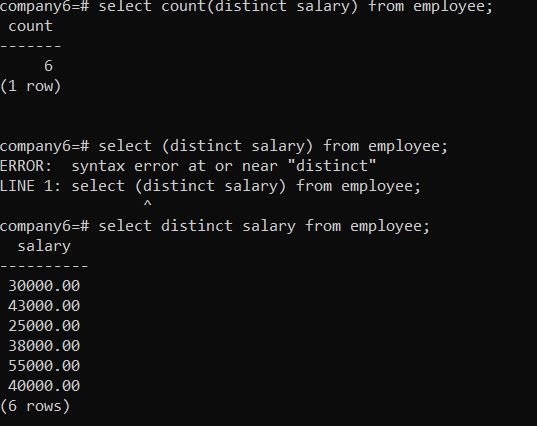 company6=# select count(distinct salary) from employee;
 count
-------
     6
(1 row)
company6=# select (distinct salary) from employee;
ERROR:  syntax error at or near "distinct"
LINE 1: select (distinct salary) from employee;
                ^
company6=# select distinct salary from employee;
  salary
----------
 30000.00
 43000.00
 25000.00
 38000.00
 55000.00
 40000.00
(6 rows)